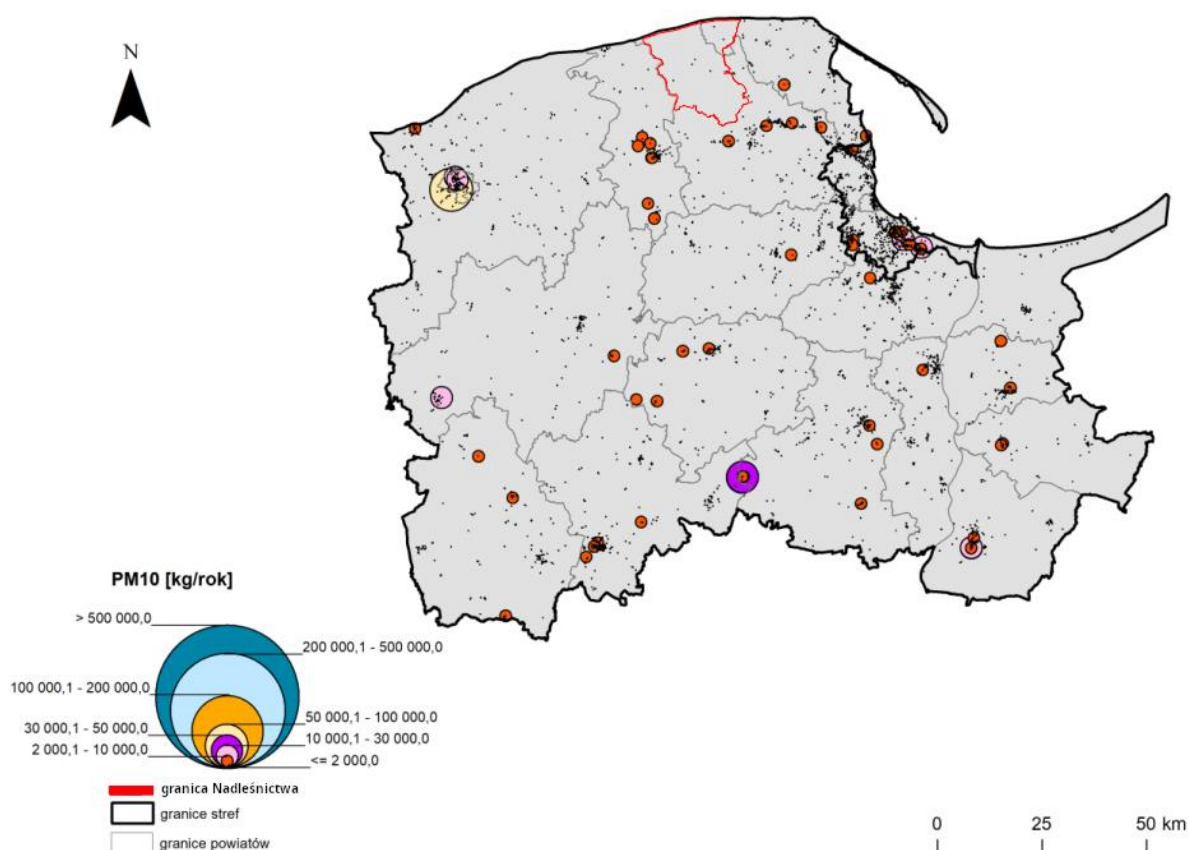 N
PM10 [kg/rok]
> 500 000,0
200 000,1 - 500 000,0
100 000,1 - 200 000,0
50 000,1 - 100 000,0
30 000,1 - 50 000,0
10 000,1 - 30 000,0
2 000,1 - 10 000,0
<= 2 000,0
granica Nadleśnictwa
granice stref
granice powiatów
0 25 50 km